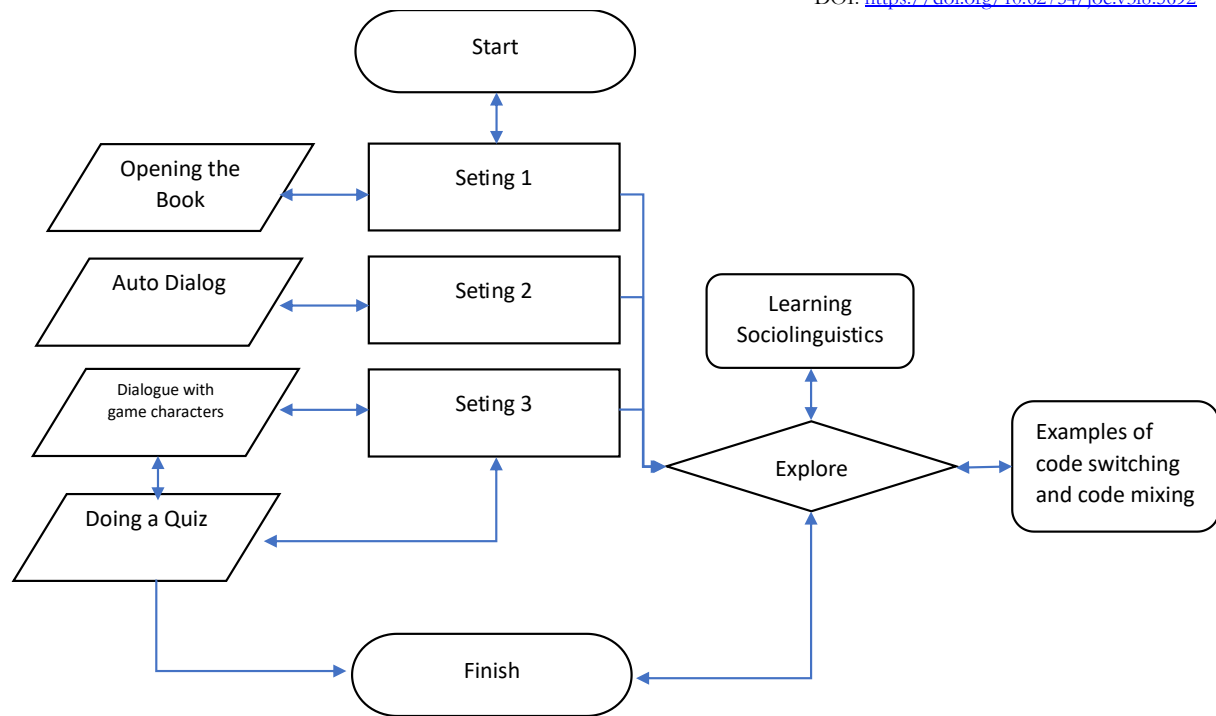 Start
Opening the
Book
Seting 1
Auto Dialog
Seting 2
Learning
Sociolinguistics
Dialogue with
game characters
Seting 3
Examples of
code switching
and code mixing
Explore
Doing a Quiz
Finish